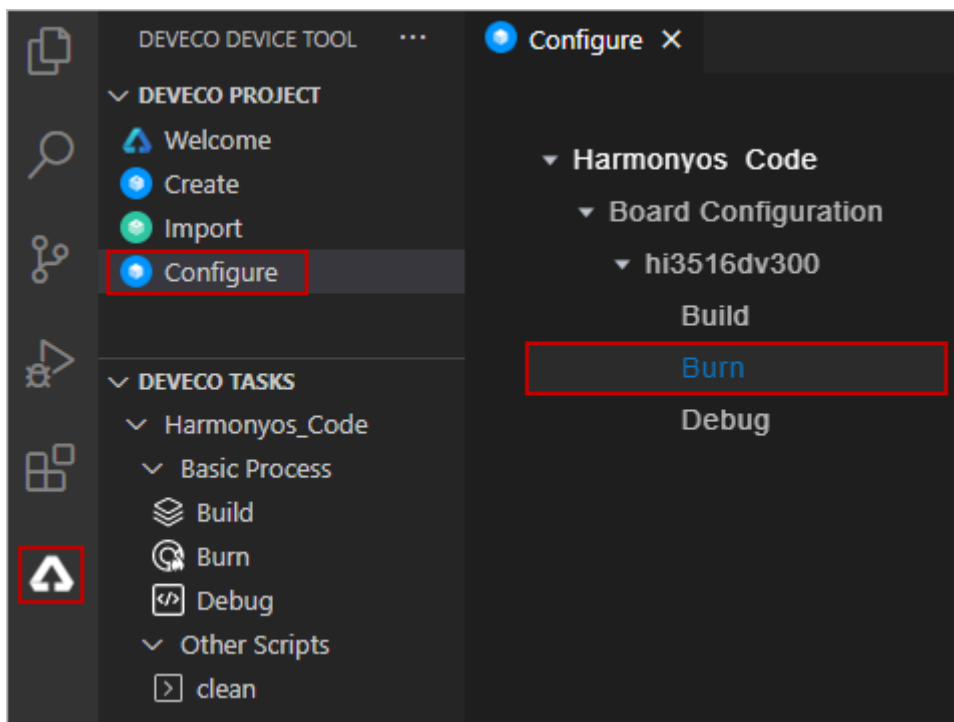 DEVECO DEVICE TOOL ···
DEVECO PROJECT
Welcome
Create
Import
Configure
DEVECO TASKS
Harmonyos_Code
Basic Process
Build
Burn
Debug
Other Scripts
clean
Configure
Harmonyos Code
Board Configuration
hi3516dv300
Build
Burn
Debug